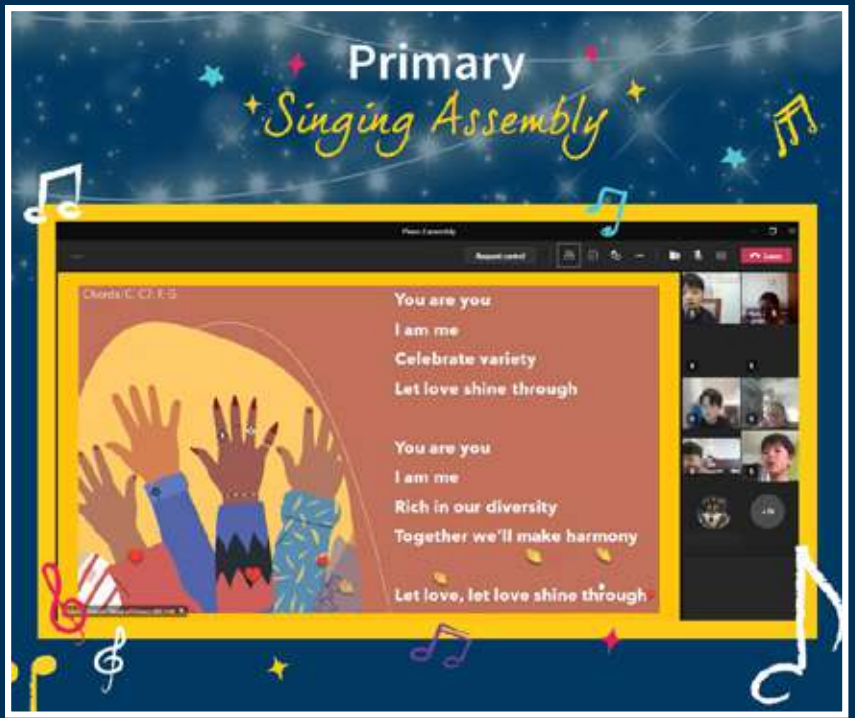 Primary
Singing Assembly
Request control
Leave
Chords: C, C7, F, G
You are you
I am me
Celebrate variety
Let love shine through
You are you
I am me
Rich in our diversity
Together we'll make harmony
Let love, let love shine through